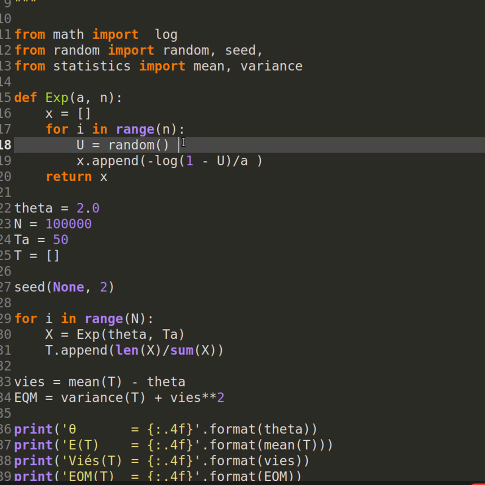 9 """
10
11 from math import  log
12 from random import random, seed,
13 from statistics import mean, variance
14
15 def Exp(a, n):
16     x = []
17     for i in range(n):
18         U = random()
19         x.append(-log(1 - U)/a )
20     return x
21
22 theta = 2.0
23 N = 100000
24 Ta = 50
25 T = []
26
27 seed(None, 2)
28
29 for i in range(N):
30     X = Exp(theta, Ta)
31     T.append(len(X)/sum(X))
32
33 vies = mean(T) - theta
34 EQM = variance(T) + vies**2
35
36 print('θ       = {:.4f}'.format(theta))
37 print('E(T)    = {:.4f}'.format(mean(T)))
38 print('Viés(T) = {:.4f}'.format(vies))
39 print('EQM(T)  = {:.4f}'.format(EQM))